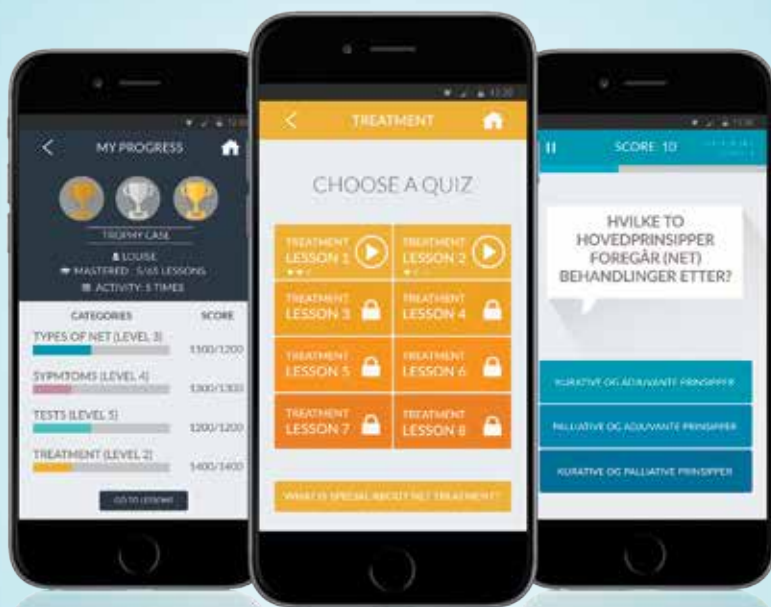 MY PROGRESS
TROPHY CASE
LOUISE
MASTERED: 5/65 LESSONS
ACTIVITY: 5 TIMES
CATEGORIES SCORE
TYPES OF NET (LEVEL 3)
1100/1200
SYPMTOMS (LEVEL 4)
1300/1300
TESTS (LEVEL 5)
1200/1200
TREATMENT (LEVEL 2)
1400/1400
GO TO LESSONS
TREATMENT
CHOOSE A QUIZ
TREATMENT
LESSON 1
TREATMENT
LESSON 2
TREATMENT
LESSON 3
TREATMENT
LESSON 4
TREATMENT
LESSON 5
TREATMENT
LESSON 6
TREATMENT
LESSON 7
TREATMENT
LESSON 8
WHAT IS SPECIAL ABOUT NET TREATMENT?
SCORE: 10
HVILKE TO
HOVEDPRINSIPPER
FOREGÅR (NET)
BEHANDLINGER ETTER?
KURATIVE OG ADJUVANTE PRINSIPPER
PALLIATIVE OG ADJUVANTE PRINSIPPER
KURATIVE OG PALLIATIVE PRINSIPPER